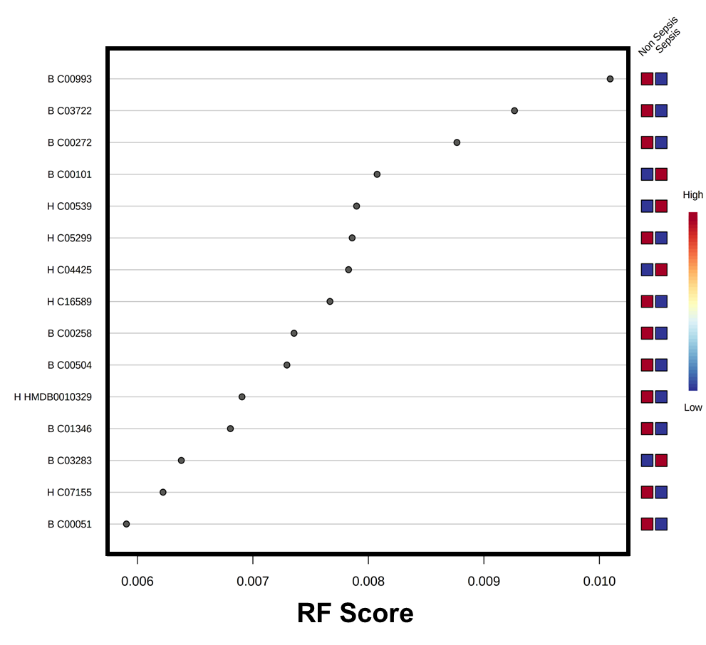 Non Sepsis
Sepsis
B C00993
B C03722
B C00272
B C00101
H C00539
H C05299
H C04425
H C16589
B C00258
B C00504
H HMDB0010329
B C01346
B C03283
H C07155
B C00051
High
Low
0.006 0.007 0.008 0.009 0.010
RF Score